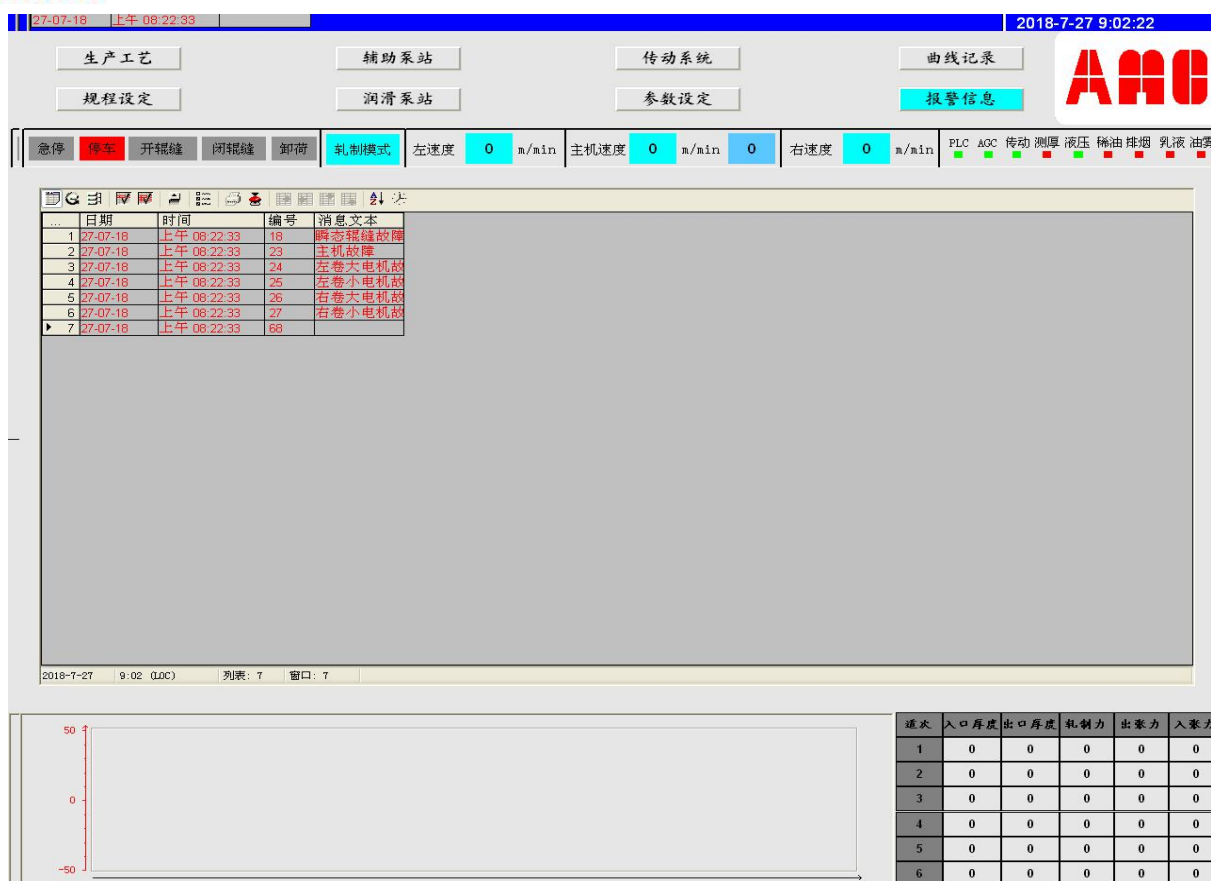 27-07-18 上午 08:22:33 2018-7-27 9:02:22
生产工艺 辅助泵站 传动系统 曲线记录
规程设定 润滑泵站 参数设定 报警信息
AMC
急停 停车 开辊缝 闭辊缝 卸荷 轧制模式 左速度 0 m/min 主机速度 0 m/min 0 右速度 0 m/min PLC AGC 传动 测厚 液压 稀油 排烟 乳液 油雾
... 日期 时间 编号 消息文本
1 27-07-18 上午 08:22:33 18 瞬态辊缝故障
2 27-07-18 上午 08:22:33 23 主机故障
3 27-07-18 上午 08:22:33 24 左卷大电机故
4 27-07-18 上午 08:22:33 25 左卷小电机故
5 27-07-18 上午 08:22:33 26 右卷大电机故
6 27-07-18 上午 08:22:33 27 右卷小电机故
7 27-07-18 上午 08:22:33 68
2018-7-27 9:02 (LOC) 列表: 7 窗口: 7
50
0
-50
道次 入口厚度 出口厚度 轧制力 出张力 入张力
1 0 0 0 0 0
2 0 0 0 0 0
3 0 0 0 0 0
4 0 0 0 0 0
5 0 0 0 0 0
6 0 0 0 0 0